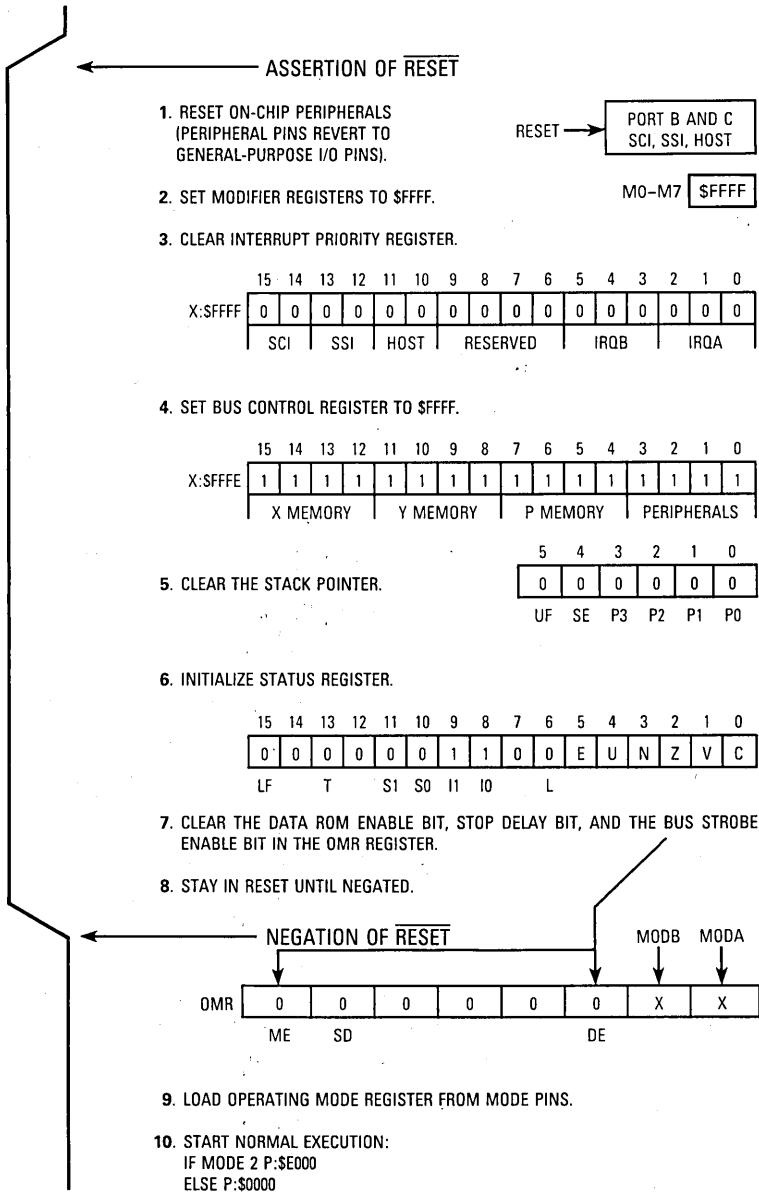 ASSERTION OF RESET
1. RESET ON-CHIP PERIPHERALS
(PERIPHERAL PINS REVERT TO
GENERAL-PURPOSE I/O PINS).
RESET
PORT B AND C
SCI, SSI, HOST
2. SET MODIFIER REGISTERS TO $FFFF.
M0–M7 $FFFF
3. CLEAR INTERRUPT PRIORITY REGISTER.
15 14 13 12 11 10 9 8 7 6 5 4 3 2 1 0
X:$FFFF 0 0 0 0 0 0 0 0 0 0 0 0 0 0 0 0
SCI SSI HOST RESERVED IRQB IRQA
4. SET BUS CONTROL REGISTER TO $FFFF.
15 14 13 12 11 10 9 8 7 6 5 4 3 2 1 0
X:$FFFE 1 1 1 1 1 1 1 1 1 1 1 1 1 1 1 1
X MEMORY Y MEMORY P MEMORY PERIPHERALS
5 4 3 2 1 0
5. CLEAR THE STACK POINTER. 0 0 0 0 0 0
UF SE P3 P2 P1 P0
6. INITIALIZE STATUS REGISTER.
15 14 13 12 11 10 9 8 7 6 5 4 3 2 1 0
0 0 0 0 0 0 1 1 0 0 E U N Z V C
LF T S1 S0 I1 I0 L
7. CLEAR THE DATA ROM ENABLE BIT, STOP DELAY BIT, AND THE BUS STROBE
ENABLE BIT IN THE OMR REGISTER.
8. STAY IN RESET UNTIL NEGATED.
NEGATION OF RESET MODB MODA
OMR 0 0 0 0 0 0 X X
ME SD DE
9. LOAD OPERATING MODE REGISTER FROM MODE PINS.
10. START NORMAL EXECUTION:
IF MODE 2 P:$E000
ELSE P:$0000